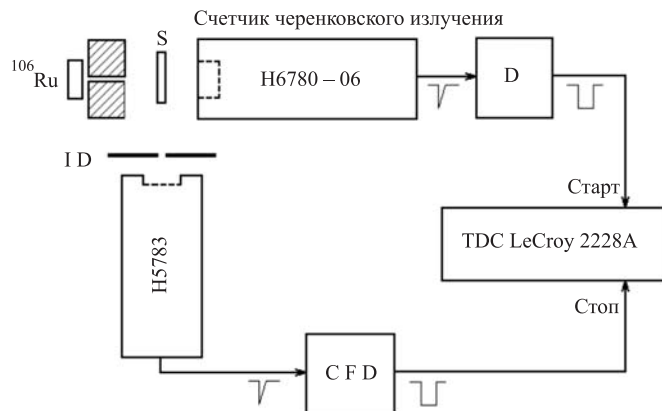 Счетчик черенковского излучения
S
¹⁰⁶Ru
H6780 – 06
D
I D
Старт
H5783
TDC LeCroy 2228A
Стоп
C F D